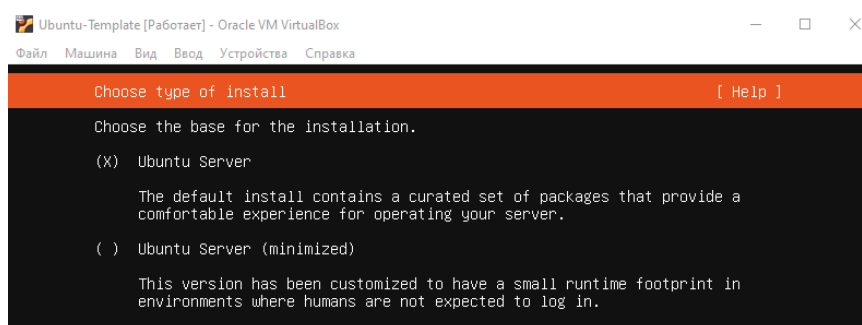 Ubuntu-Template [Работает] - Oracle VM VirtualBox
Файл Машина Вид Ввод Устройства Справка
Choose type of install [ Help ]
Choose the base for the installation.
(X) Ubuntu Server
The default install contains a curated set of packages that provide a
comfortable experience for operating your server.
( ) Ubuntu Server (minimized)
This version has been customized to have a small runtime footprint in
environments where humans are not expected to log in.